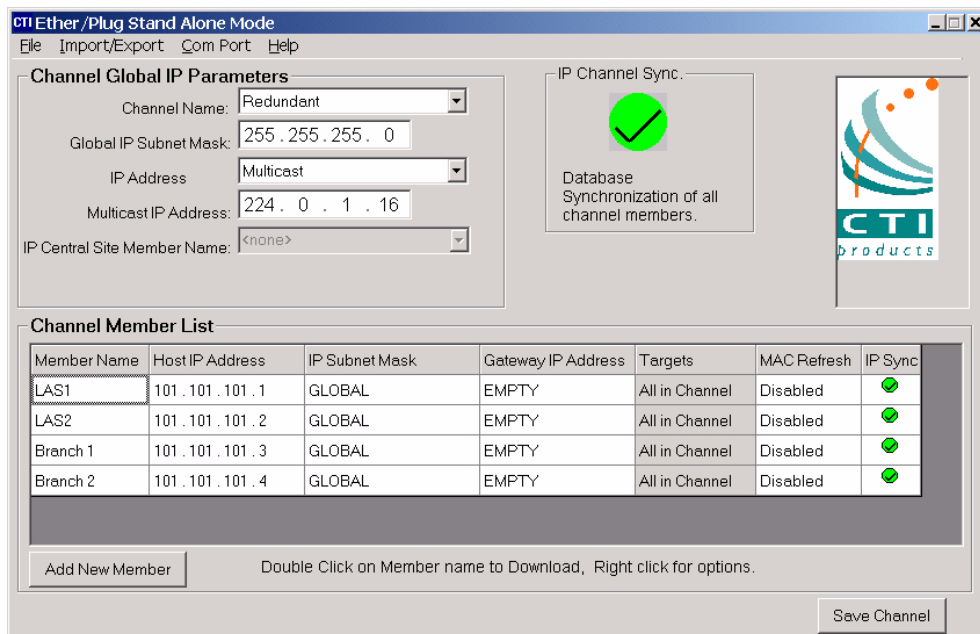 CTI Ether/Plug Stand Alone Mode
File Import/Export Com Port Help
Channel Global IP Parameters
Channel Name: Redundant
Global IP Subnet Mask: 255 . 255 . 255 . 0
IP Address Multicast
Multicast IP Address: 224 . 0 . 1 . 16
IP Central Site Member Name: <none>
IP Channel Sync.
Database
Synchronization of all
channel members.
CTI
products
Channel Member List
Member Name Host IP Address IP Subnet Mask Gateway IP Address Targets MAC Refresh IP Sync
LAS1 101 . 101 . 101 . 1 GLOBAL EMPTY All in Channel Disabled
LAS2 101 . 101 . 101 . 2 GLOBAL EMPTY All in Channel Disabled
Branch 1 101 . 101 . 101 . 3 GLOBAL EMPTY All in Channel Disabled
Branch 2 101 . 101 . 101 . 4 GLOBAL EMPTY All in Channel Disabled
Add New Member
Double Click on Member name to Download, Right click for options.
Save Channel